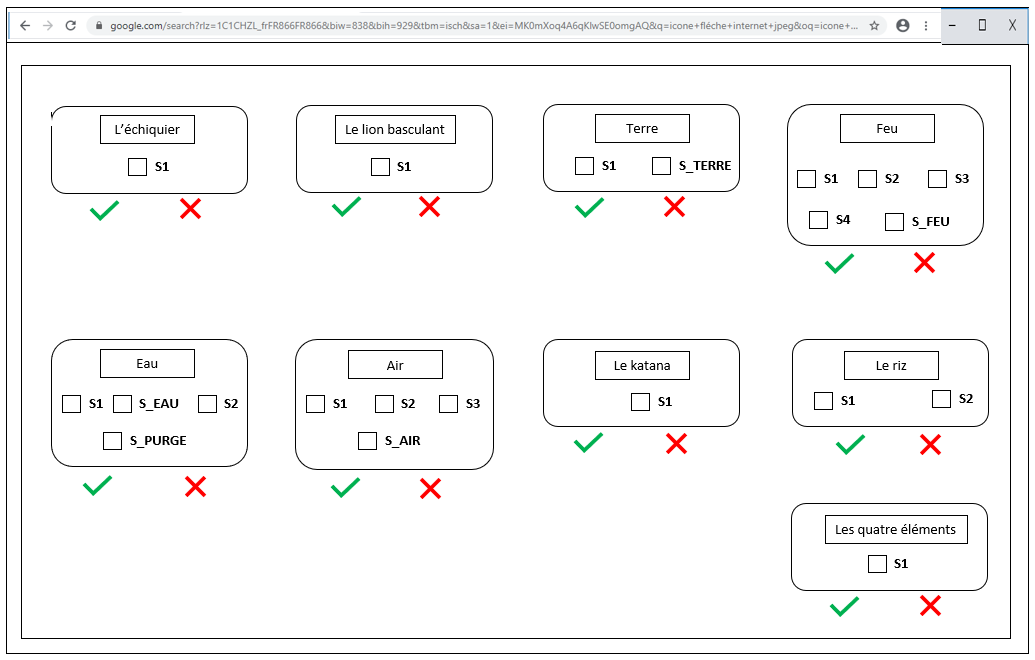 google.com/search?rlz=1C1CHZL_frFR866FR866&biw=838&bih=929&tbm=isch&sa=1&ei=MK0mXoq4A6qKlwSE0omgAQ&q=icone+fléche+internet+jpeg&oq=icone+...
L'échiquier
S1
Le lion basculant
S1
Terre
S1 S_TERRE
Feu
S1 S2 S3
S4 S_FEU
Eau
S1 S_EAU S2
S_PURGE
Air
S1 S2 S3
S_AIR
Le katana
S1
Le riz
S1 S2
Les quatre éléments
S1